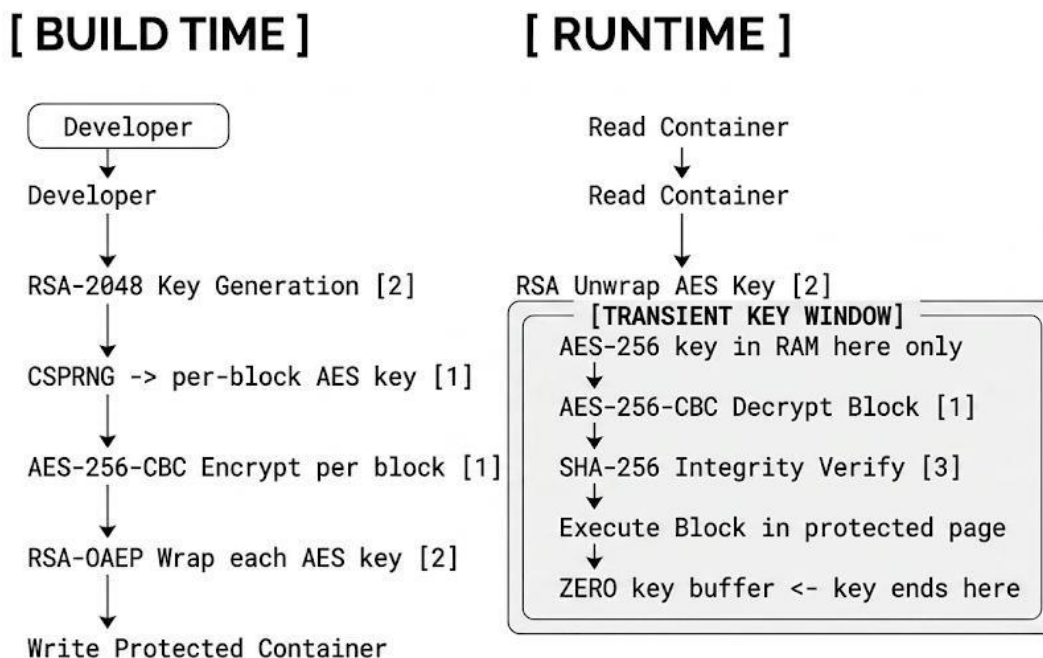 [ BUILD TIME ]
Developer
Developer
RSA-2048 Key Generation [2]
CSPRNG -> per-block AES key [1]
AES-256-CBC Encrypt per block [1]
RSA-OAEP Wrap each AES key [2]
Write Protected Container
[ RUNTIME ]
Read Container
Read Container
RSA Unwrap AES Key [2]
[TRANSIENT KEY WINDOW]
AES-256 key in RAM here only
AES-256-CBC Decrypt Block [1]
SHA-256 Integrity Verify [3]
Execute Block in protected page
ZERO key buffer <- key ends here